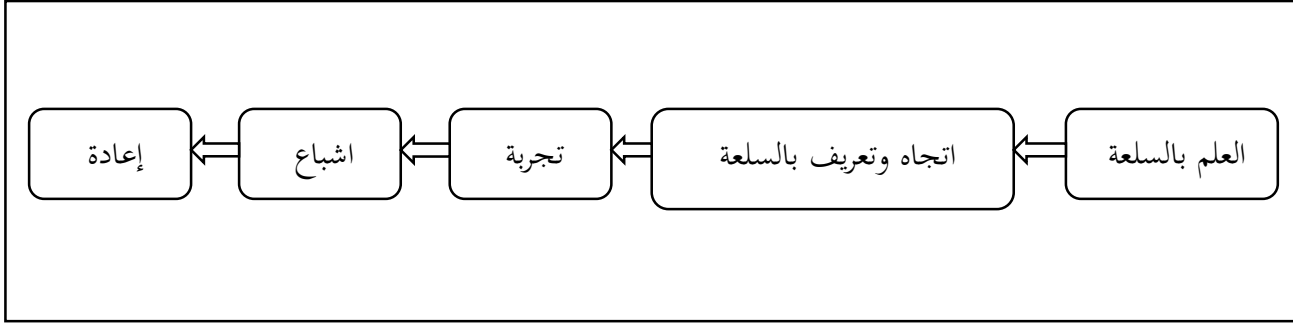 العلم بالسلعة
اتجاه وتعريف بالسلعة
تجربة
اشباع
إعادة